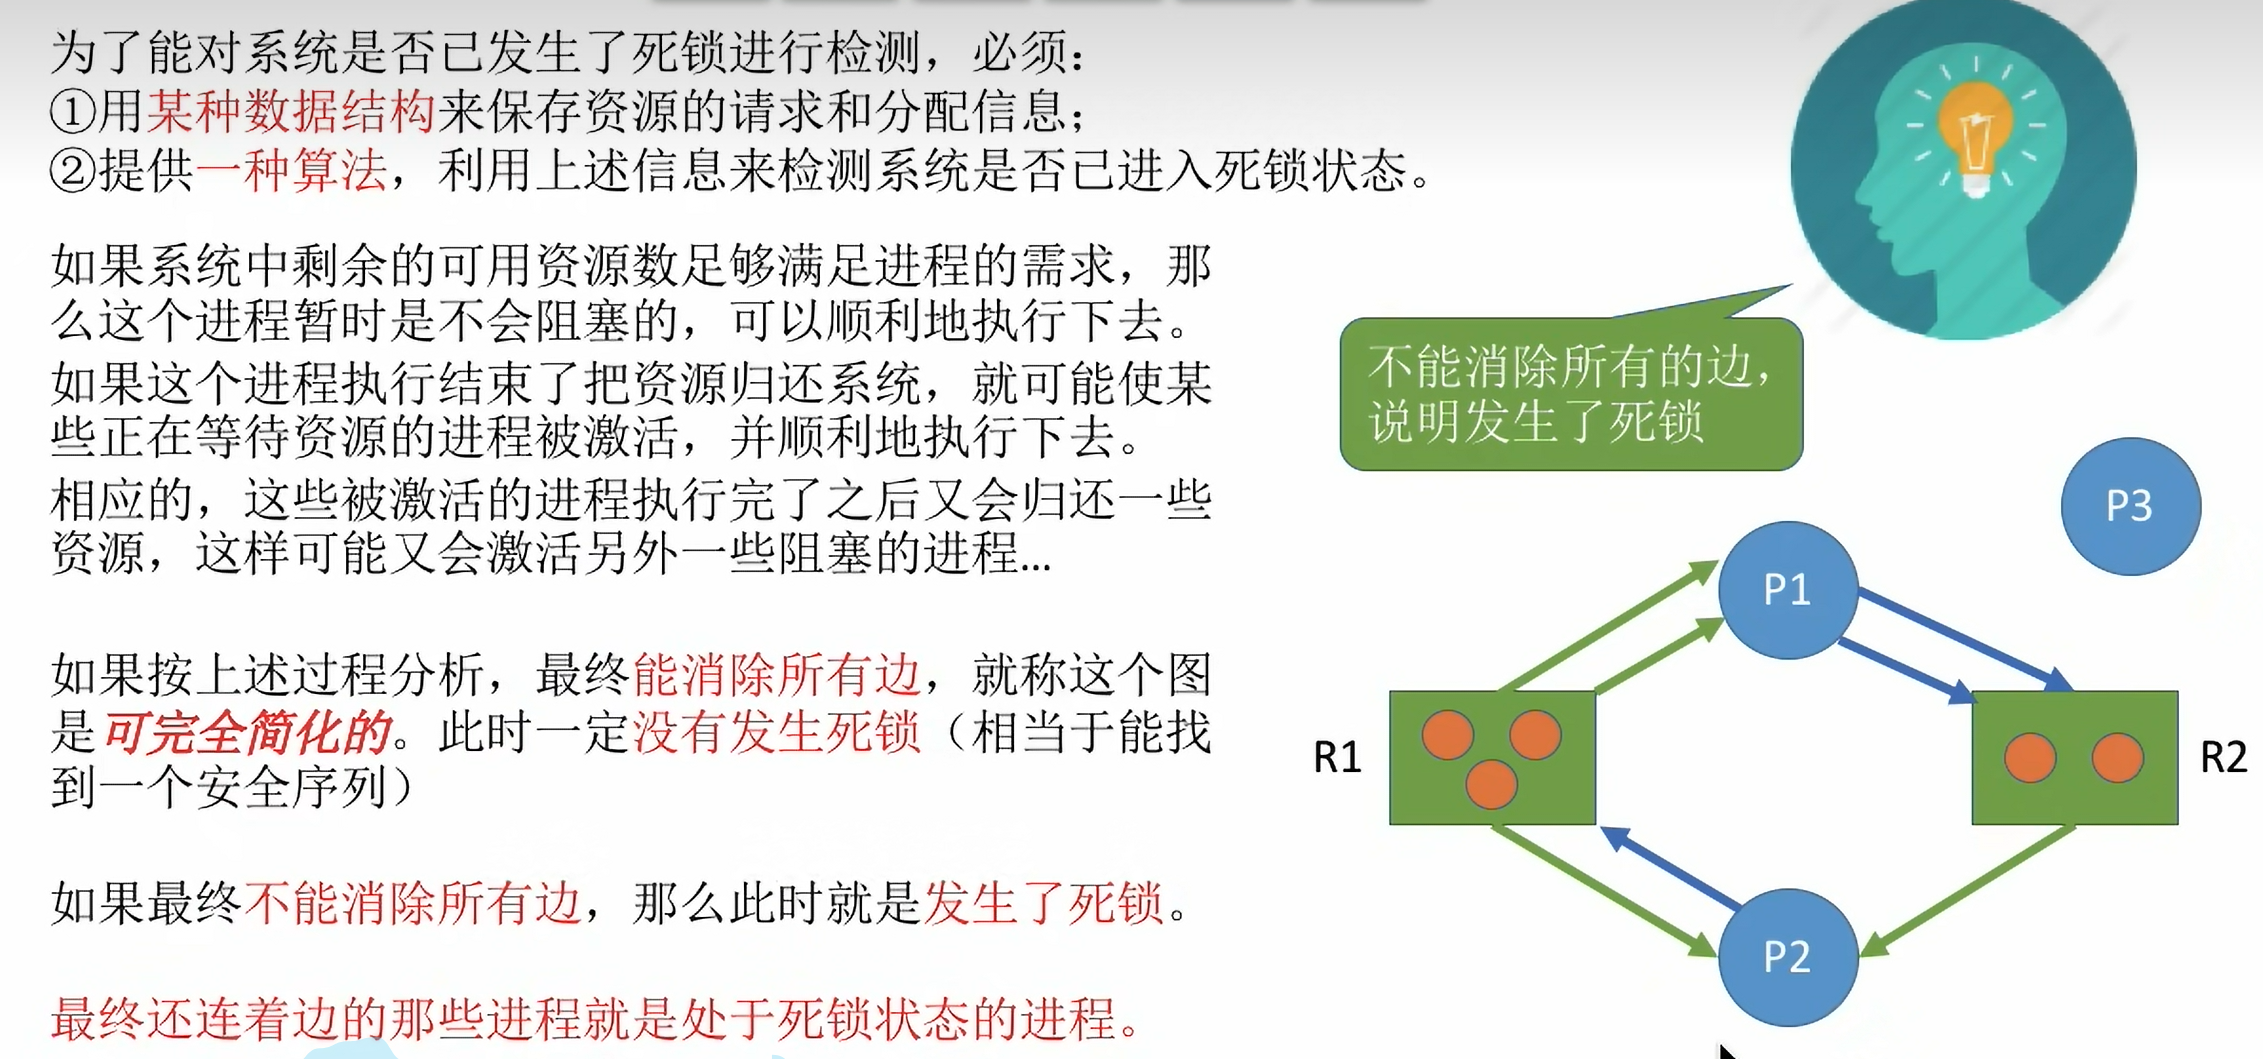 为了能对系统是否已发生了死锁进行检测，必须：
①用某种数据结构来保存资源的请求和分配信息；
②提供一种算法，利用上述信息来检测系统是否已进入死锁状态。
如果系统中剩余的可用资源数足够满足进程的需求，那
么这个进程暂时是不会阻塞的，可以顺利地执行下去。
如果这个进程执行结束了把资源归还系统，就可能使某
些正在等待资源的进程被激活，并顺利地执行下去。
相应的，这些被激活的进程执行完了之后又会归还一些
资源，这样可能又会激活另外一些阻塞的进程...
如果按上述过程分析，最终能消除所有边，就称这个图
是可完全简化的。此时一定没有发生死锁（相当于能找
到一个安全序列）
如果最终不能消除所有边，那么此时就是发生了死锁。
最终还连着边的那些进程就是处于死锁状态的进程。
不能消除所有的边，
说明发生了死锁
P3
P1
R1
R2
P2